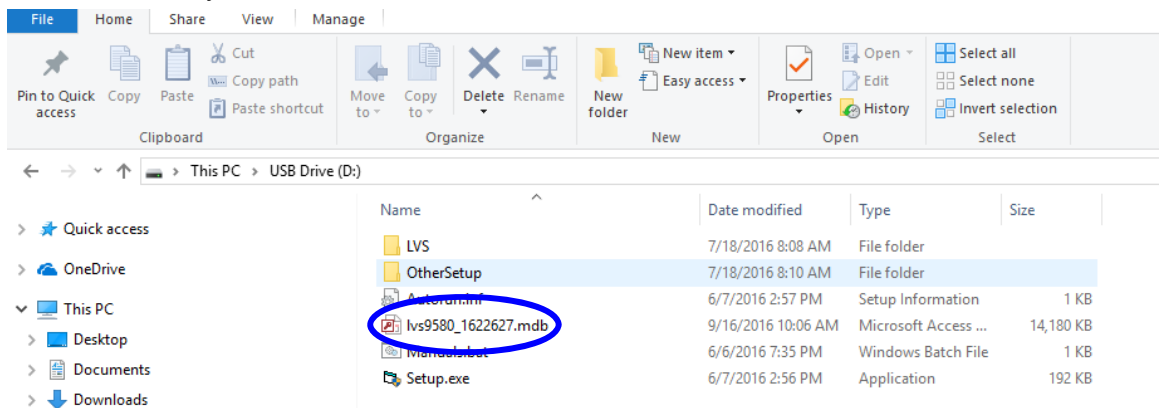 File Home Share View Manage
Pin to Quick access
Copy
Paste
Cut
Copy path
Paste shortcut
Clipboard
Move to
Copy to
Delete
Rename
Organize
New folder
New item
Easy access
New
Properties
Open
Edit
History
Open
Select all
Select none
Invert selection
Select
This PC > USB Drive (D:)
Name Date modified Type Size
Quick access
OneDrive
This PC
Desktop
Documents
Downloads
LVS 7/18/2016 8:08 AM File folder
OtherSetup 7/18/2016 8:10 AM File folder
Autorun.inf 6/7/2016 2:57 PM Setup Information 1 KB
lvs9580_1622627.mdb 9/16/2016 10:06 AM Microsoft Access ... 14,180 KB
Manuals.bat 6/6/2016 7:35 PM Windows Batch File 1 KB
Setup.exe 6/7/2016 2:56 PM Application 192 KB